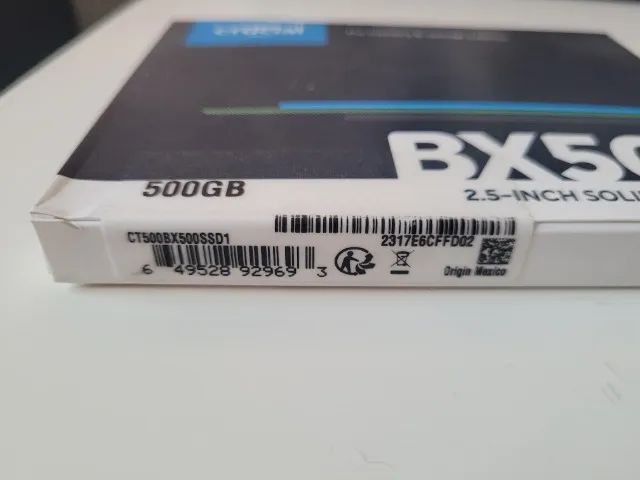 crucial
BX50
500GB
2.5-INCH SOLI
CT500BX500SSD1
2317E6CFFD02
6 49528 92969 3
Origin Mexico